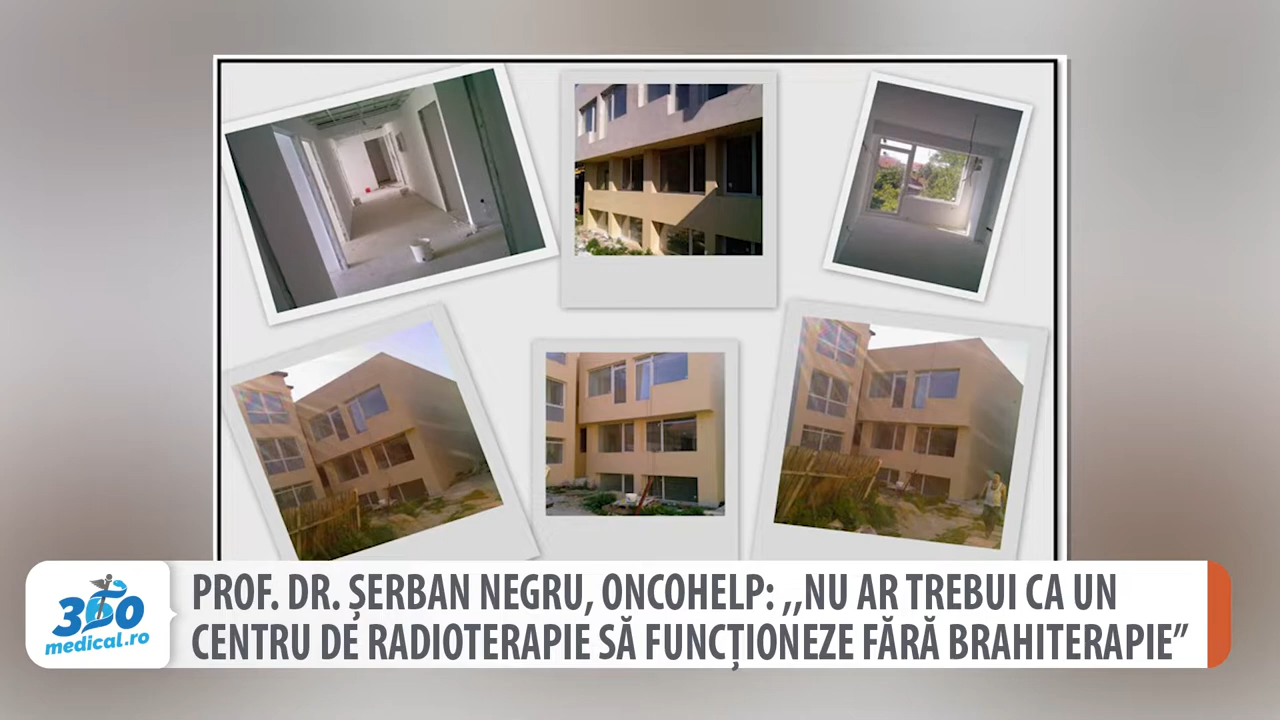 PROF. DR. ȘERBAN NEGRU, ONCOHELP: ,,NU AR TREBUI CA UN
CENTRU DE RADIOTERAPIE SĂ FUNCȚIONEZE FĂRĂ BRAHITERAPIE”
360
medical.ro